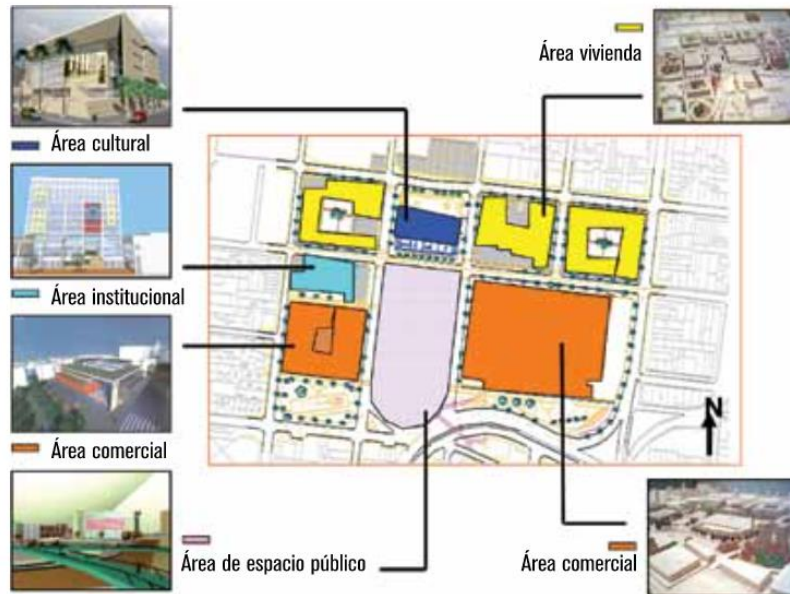 Área vivienda
Área cultural
Área institucional
N
Área comercial
Área de espacio público
Área comercial